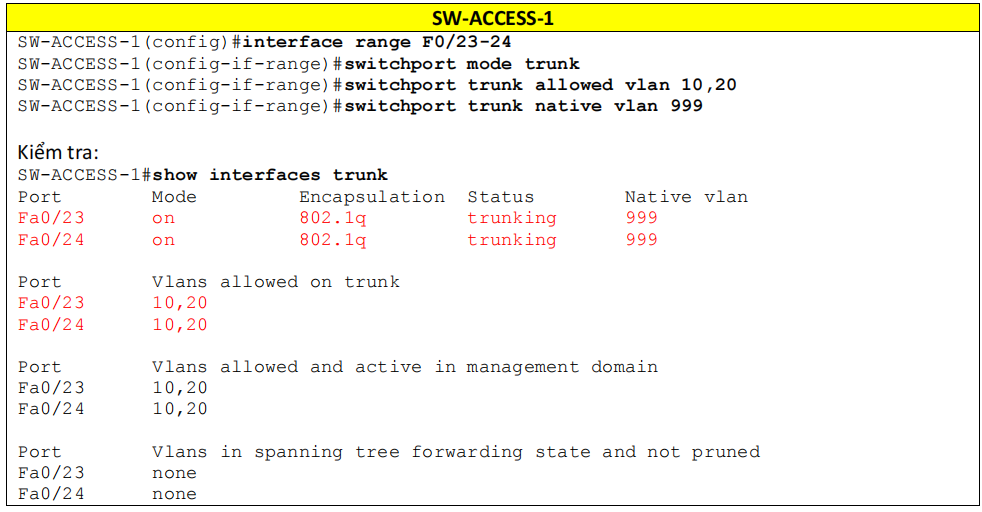 SW-ACCESS-1
SW-ACCESS-1(config)#interface range F0/23-24
SW-ACCESS-1(config-if-range)#switchport mode trunk
SW-ACCESS-1(config-if-range)#switchport trunk allowed vlan 10,20
SW-ACCESS-1(config-if-range)#switchport trunk native vlan 999
Kiểm tra:
SW-ACCESS-1#show interfaces trunk
Port Mode Encapsulation Status Native vlan
Fa0/23 on 802.1q trunking 999
Fa0/24 on 802.1q trunking 999
Port Vlans allowed on trunk
Fa0/23 10,20
Fa0/24 10,20
Port Vlans allowed and active in management domain
Fa0/23 10,20
Fa0/24 10,20
Port Vlans in spanning tree forwarding state and not pruned
Fa0/23 none
Fa0/24 none